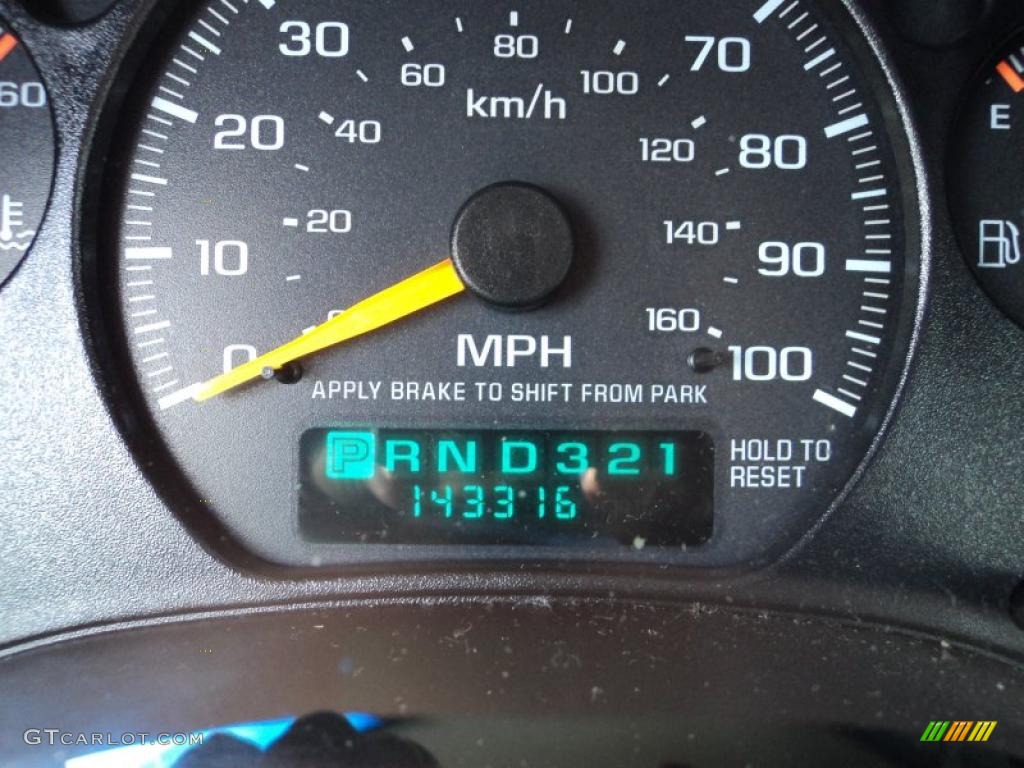 30 80 70
60 100
60 km/h
20 40 120 80 E
20 140
10 90
160
0 MPH 100
APPLY BRAKE TO SHIFT FROM PARK
PRND321 HOLD TO
143316 RESET
GTCARLOT.COM